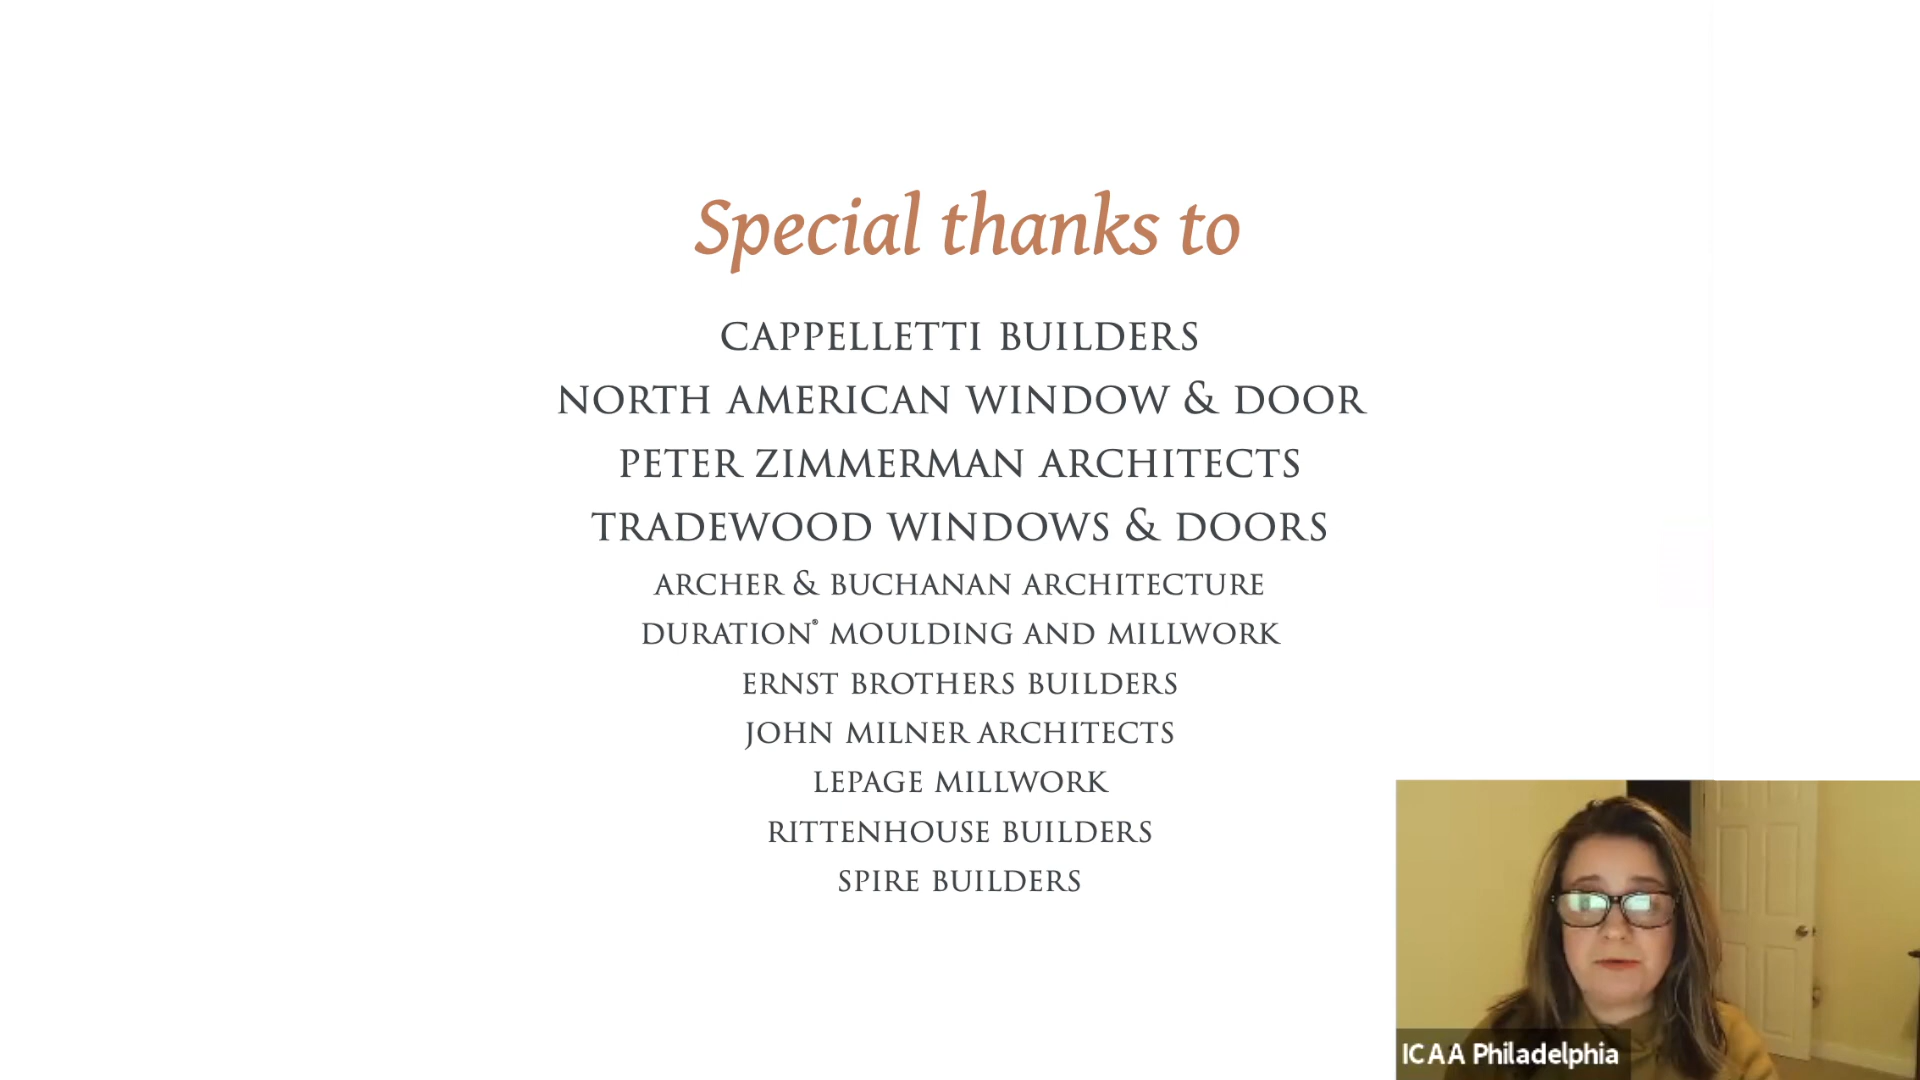 Special thanks to
CAPPELLETTI BUILDERS
NORTH AMERICAN WINDOW & DOOR
PETER ZIMMERMAN ARCHITECTS
TRADEWOOD WINDOWS & DOORS
ARCHER & BUCHANAN ARCHITECTURE
DURATION® MOULDING AND MILLWORK
ERNST BROTHERS BUILDERS
JOHN MILNER ARCHITECTS
LEPAGE MILLWORK
RITTENHOUSE BUILDERS
SPIRE BUILDERS
ICAA Philadelphia